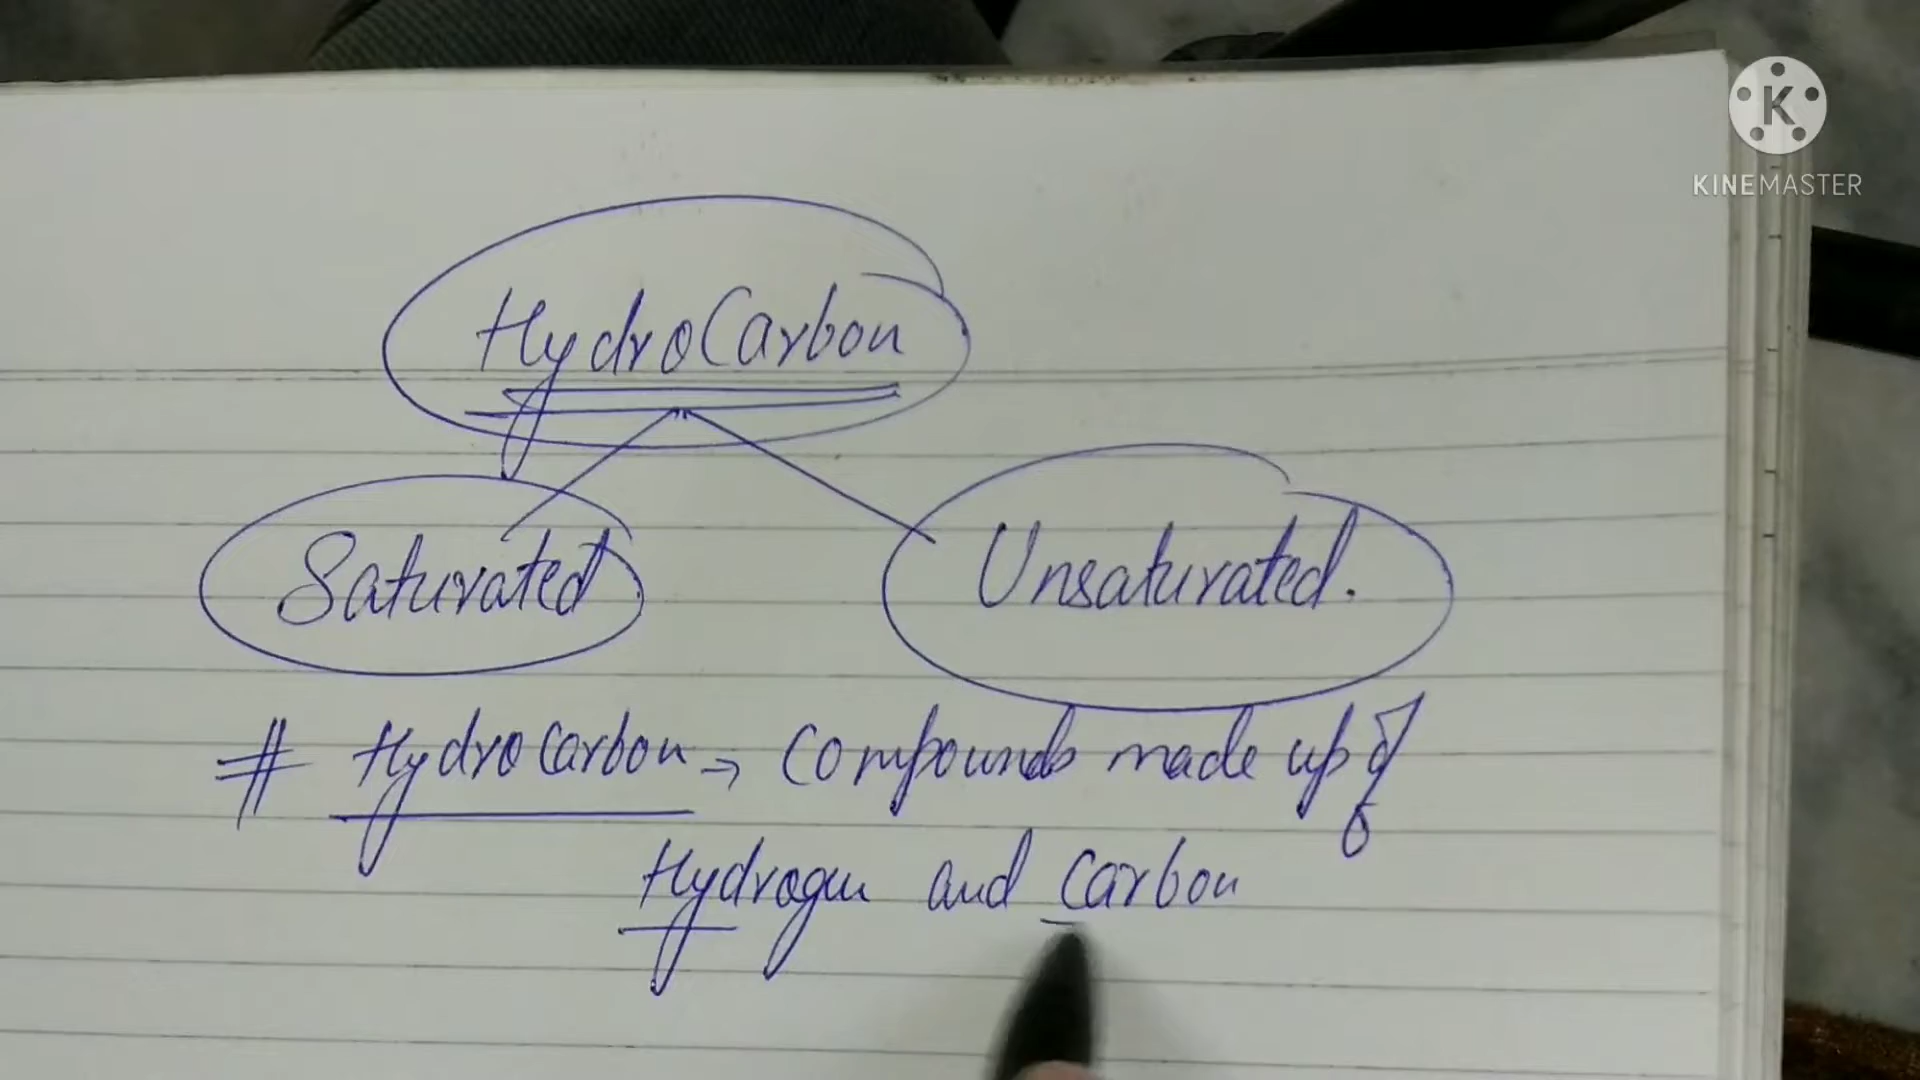 K
KINEMASTER
HydroCarbon
Saturated
Unsaturated.
# Hydrocarbon → Compounds made up of
Hydrogen and Carbon